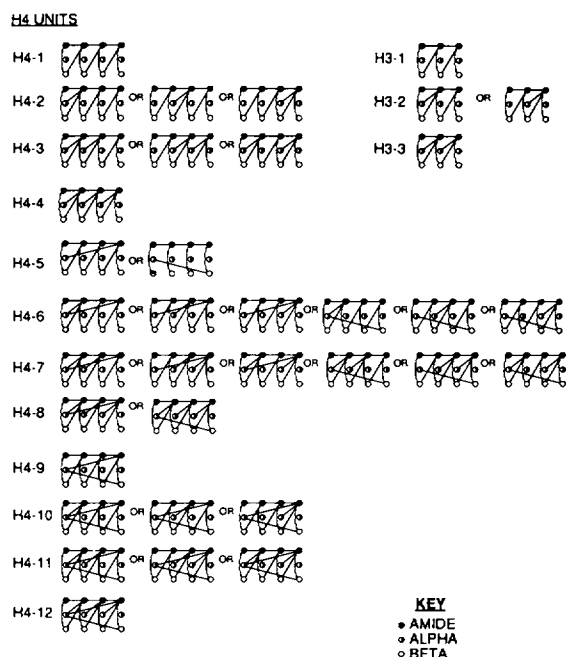 H4 UNITS
H4-1
H3-1
H4-2 OR OR
H3-2 OR
H4-3 OR OR
H3-3
H4-4
H4-5 OR
H4-6 OR OR OR OR OR
H4-7 OR OR OR OR OR
H4-8 OR
H4-9
H4-10 OR OR
H4-11 OR OR
H4-12
KEY
AMIDE
ALPHA
BETA